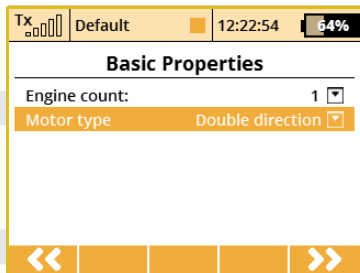 Tx Default 12:22:54 64%
Basic Properties
Engine count: 1
Motor type Double direction